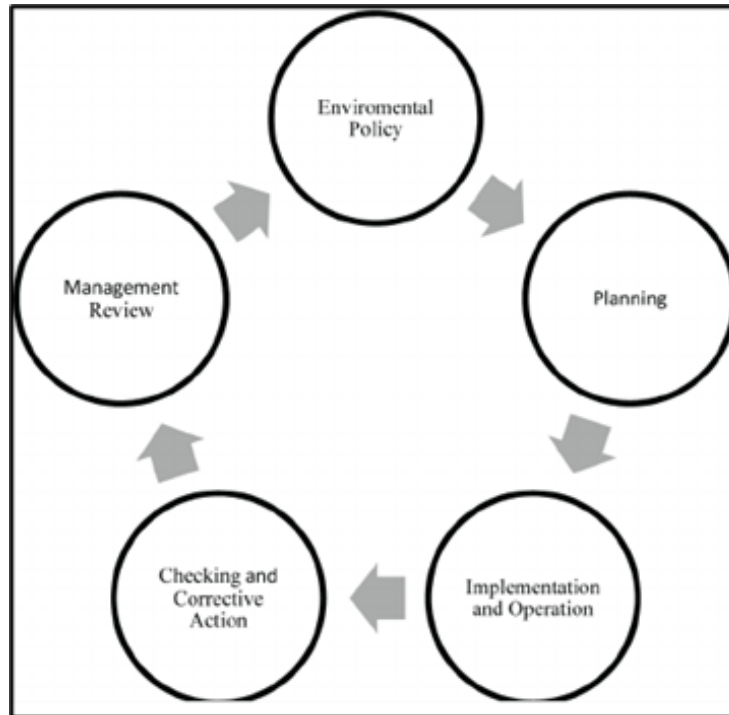 Enviromental
Policy
Planning
Implementation
and Operation
Checking and
Corrective
Action
Management
Review